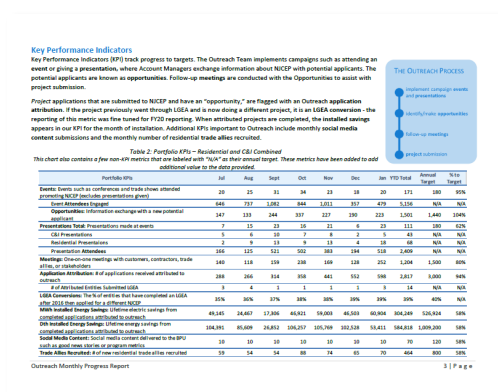 Key Performance Indicators
Key Performance Indicators (KPI) track progress to targets. The Outreach Team implements campaigns such as attending an
event or giving a presentation, where Account Managers exchange information about NJCEP with potential applicants. The
potential applicants are known as opportunities. Follow-up meetings are conducted with the Opportunities to assist with
project submission.
Project applications that are submitted to NJCEP and have an "opportunity," are flagged with an Outreach application
attribution. If the project previously went through LGEA and is now doing a different project, it is an LGEA conversion - the
reporting of this metric was fine tuned for FY20 reporting. When attributed projects are completed, the installed savings
appears in our KPI for the month of installation. Additional KPIs important to Outreach include monthly social media
content submissions and the monthly number of residential trade allies recruited.
THE OUTREACH PROCESS
implement campaign events
and presentations
identify/make opportunities
follow-up meetings
project submission
Table 2: Portfolio KPIs – Residential and C&I Combined
This chart also contains a few non-KPI metrics that are labeled with "N/A" as their annual target. These metrics have been added to add
additional value to the data provided.
Portfolio KPIs Jul Aug Sept Oct Nov Dec Jan YTD Total Annual Target % to Target
Events: Events such as conferences and trade shows attended
promoting NJCEP (excludes presentations given) 20 25 31 34 23 18 20 171 180 95%
Event Attendees Engaged 646 737 1,082 844 1,011 357 479 5,156 N/A N/A
Opportunities: Information exchange with a new potential
applicant 147 133 244 337 227 190 223 1,501 1,440 104%
Presentations Total: Presentations made at events 7 15 23 16 21 6 23 111 180 62%
C&I Presentations 5 6 10 7 8 2 5 43 N/A N/A
Residential Presentations 2 9 13 9 13 4 18 68 N/A N/A
Presentation Attendees 166 125 521 502 383 194 518 2,409 N/A N/A
Meetings: One-on-one meetings with customers, contractors, trade
allies, or stakeholders 140 118 159 238 169 128 252 1,204 1,500 80%
Application Attribution: # of applications received attributed to
outreach 288 266 314 358 441 552 598 2,817 3,000 94%
# of Attributed Entities Submitted LGEA 3 4 1 1 1 1 3 14 N/A N/A
LGEA Conversions: The % of entities that have completed an LGEA
after 2016 then applied for a different NJCEP 35% 36% 37% 38% 38% 39% 39% 39% 40% N/A
MWh Installed Energy Savings: Lifetime electric savings from
completed applications attributed to outreach 49,145 24,467 17,306 46,921 59,003 46,503 60,904 304,249 526,924 58%
Dth Installed Energy Savings: Lifetime energy savings from
completed applications attributed to outreach 104,391 85,609 26,852 106,257 105,769 102,528 53,411 584,818 1,009,200 58%
Social Media Content: Social media content delivered to the BPU
such as good news stories or program metrics 10 10 10 10 10 10 10 70 120 58%
Trade Allies Recruited: # of new residential trade allies recruited 59 54 54 88 74 65 70 464 800 58%
Outreach Monthly Progress Report 3 | P a g e